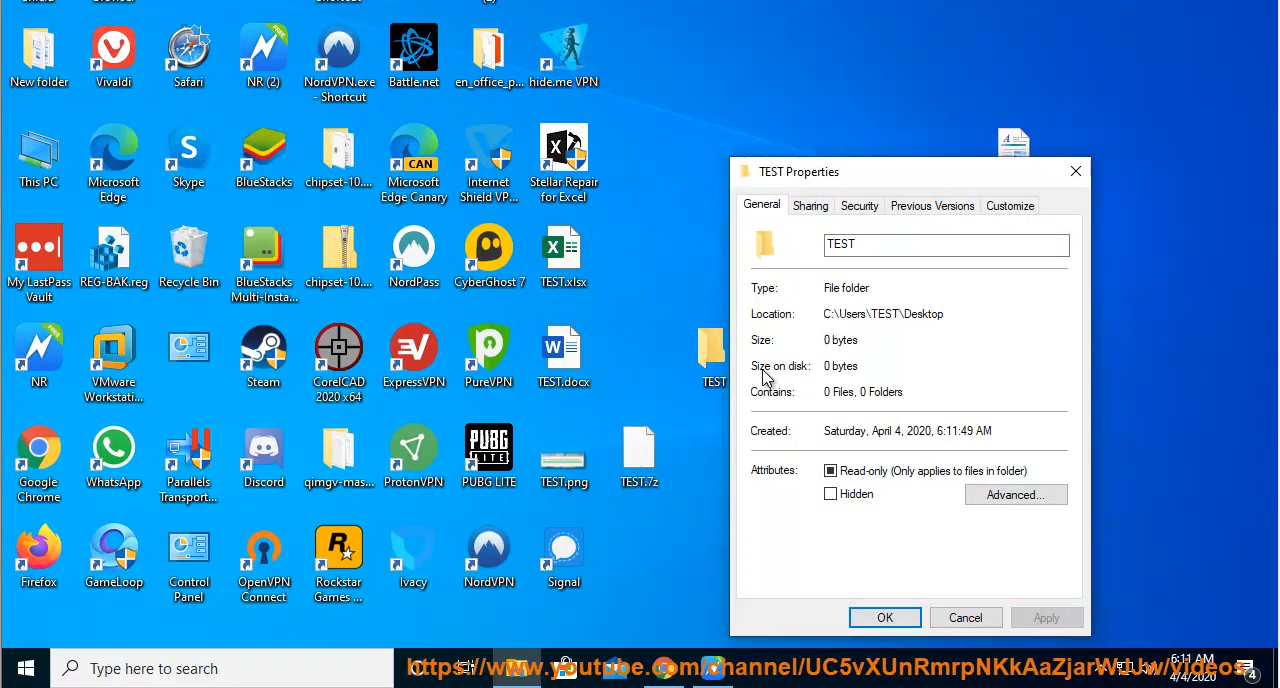 New folder
Vivaldi
Safari
NR (2)
NordVPN.exe
- Shortcut
Battle.net
en_office_p...
hide.me VPN
This PC
Microsoft
Edge
Skype
BlueStacks
chipset-10....
CAN
Microsoft
Edge Canary
Internet
Shield VP...
Stellar Repair
for Excel
My LastPass
Vault
REG-BAK.reg
Recycle Bin
BlueStacks
Multi-Insta...
chipset-10....
NordPass
CyberGhost 7
TEST.xlsx
NR
VMware
Workstati...
Steam
CorelCAD
2020 x64
ExpressVPN
PureVPN
TEST.docx
TEST
Google
Chrome
WhatsApp
Parallels
Transport...
Discord
qimgv-mas...
ProtonVPN
PUBG
LITE
PUBG LITE
TEST.png
TEST.7z
Firefox
GameLoop
Control
Panel
OpenVPN
Connect
Rockstar
Games ...
Ivacy
NordVPN
Signal
TEST Properties
General
Sharing
Security
Previous Versions
Customize
TEST
Type: File folder
Location: C:\Users\TEST\Desktop
Size: 0 bytes
Size on disk: 0 bytes
Contains: 0 Files, 0 Folders
Created: Saturday, April 4, 2020, 6:11:49 AM
Attributes: Read-only (Only applies to files in folder)
Hidden
Advanced...
OK
Cancel
Apply
Type here to search
https://www.youtube.com/channel/UC5vXUnRmrpNKkAaZjarWiUw/videos
6:11 AM
4/4/2020
4